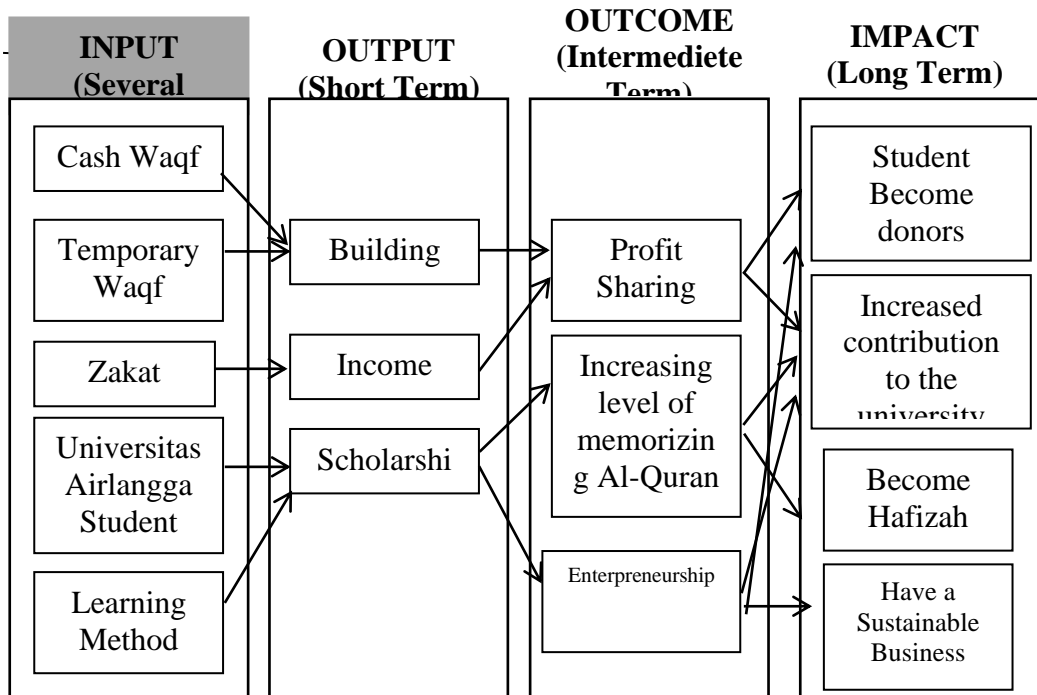 INPUT
(Several
Cash Waqf
Temporary
Waqf
Zakat
Universitas
Airlangga
Student
Learning
Method
OUTPUT
(Short Term)
Building
Income
Scholarshi
OUTCOME
(Intermediete
Term)
Profit
Sharing
Increasing
level of
memorizin
g Al-Quran
Enterpreneurship
IMPACT
(Long Term)
Student
Become
donors
Increased
contribution
to the
university
Become
Hafizah
Have a
Sustainable
Business